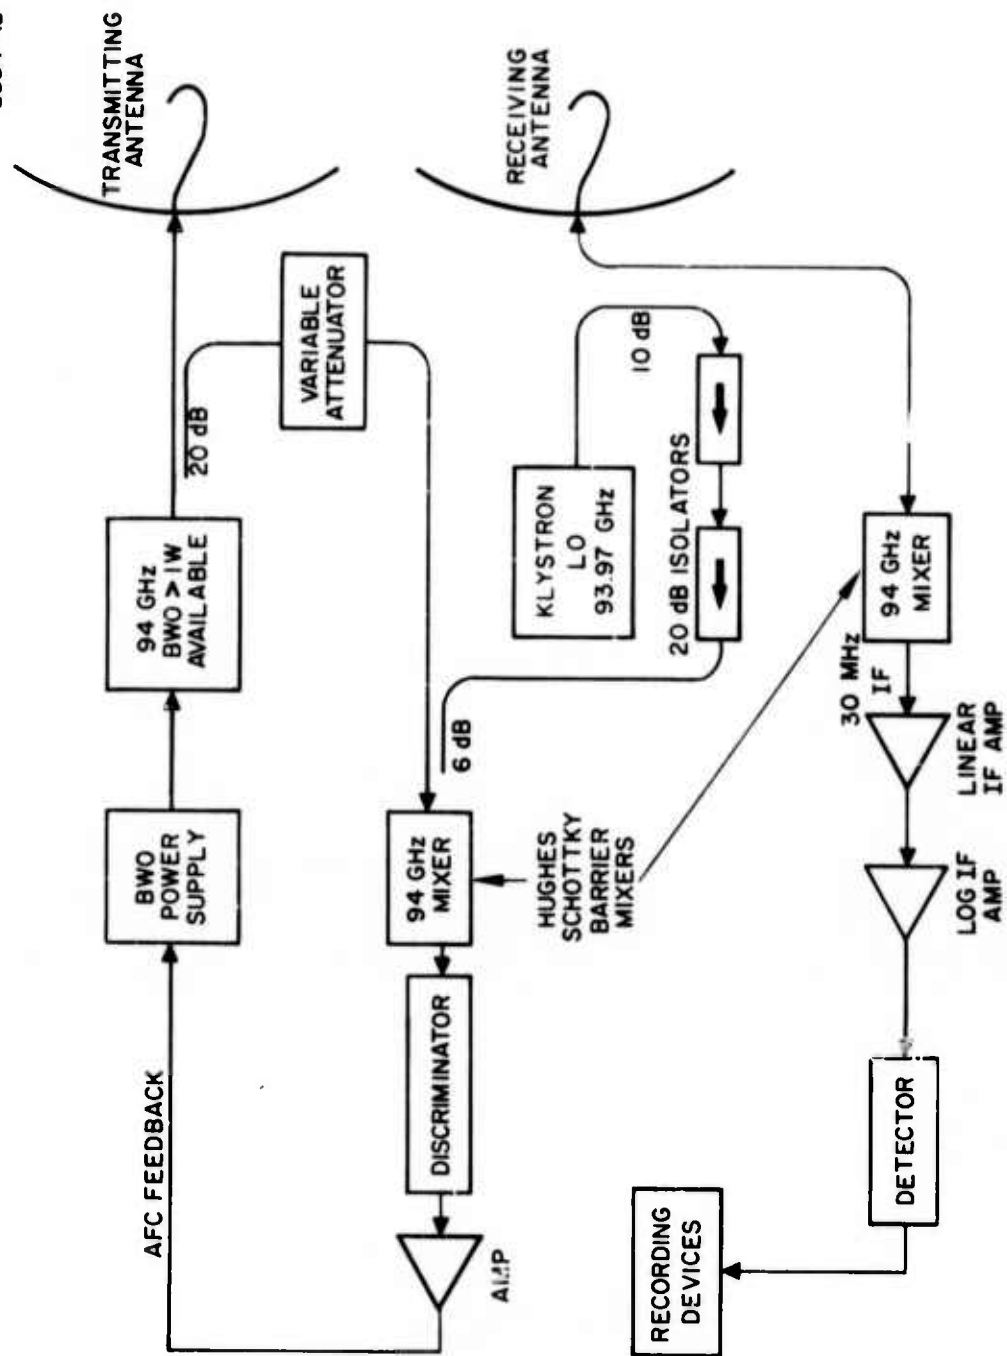 TRANSMITTING
ANTENNA
AFC FEEDBACK
BWO
POWER
SUPPLY
94 GHz
BWO > 1W
AVAILABLE
20 dB
VARIABLE
ATTENUATOR
RECEIVING
ANTENNA
AMP
DISCRIMINATOR
94 GHz
MIXER
6 dB
KLYSTRON
LO
93.97 GHz
10 dB
20 dB ISOLATORS
HUGHES
SCHOTTKY
BARRIER
MIXERS
RECORDING
DEVICES
DETECTOR
LOG IF
AMP
LINEAR
IF AMP
30 MHz
IF
94 GHz
MIXER